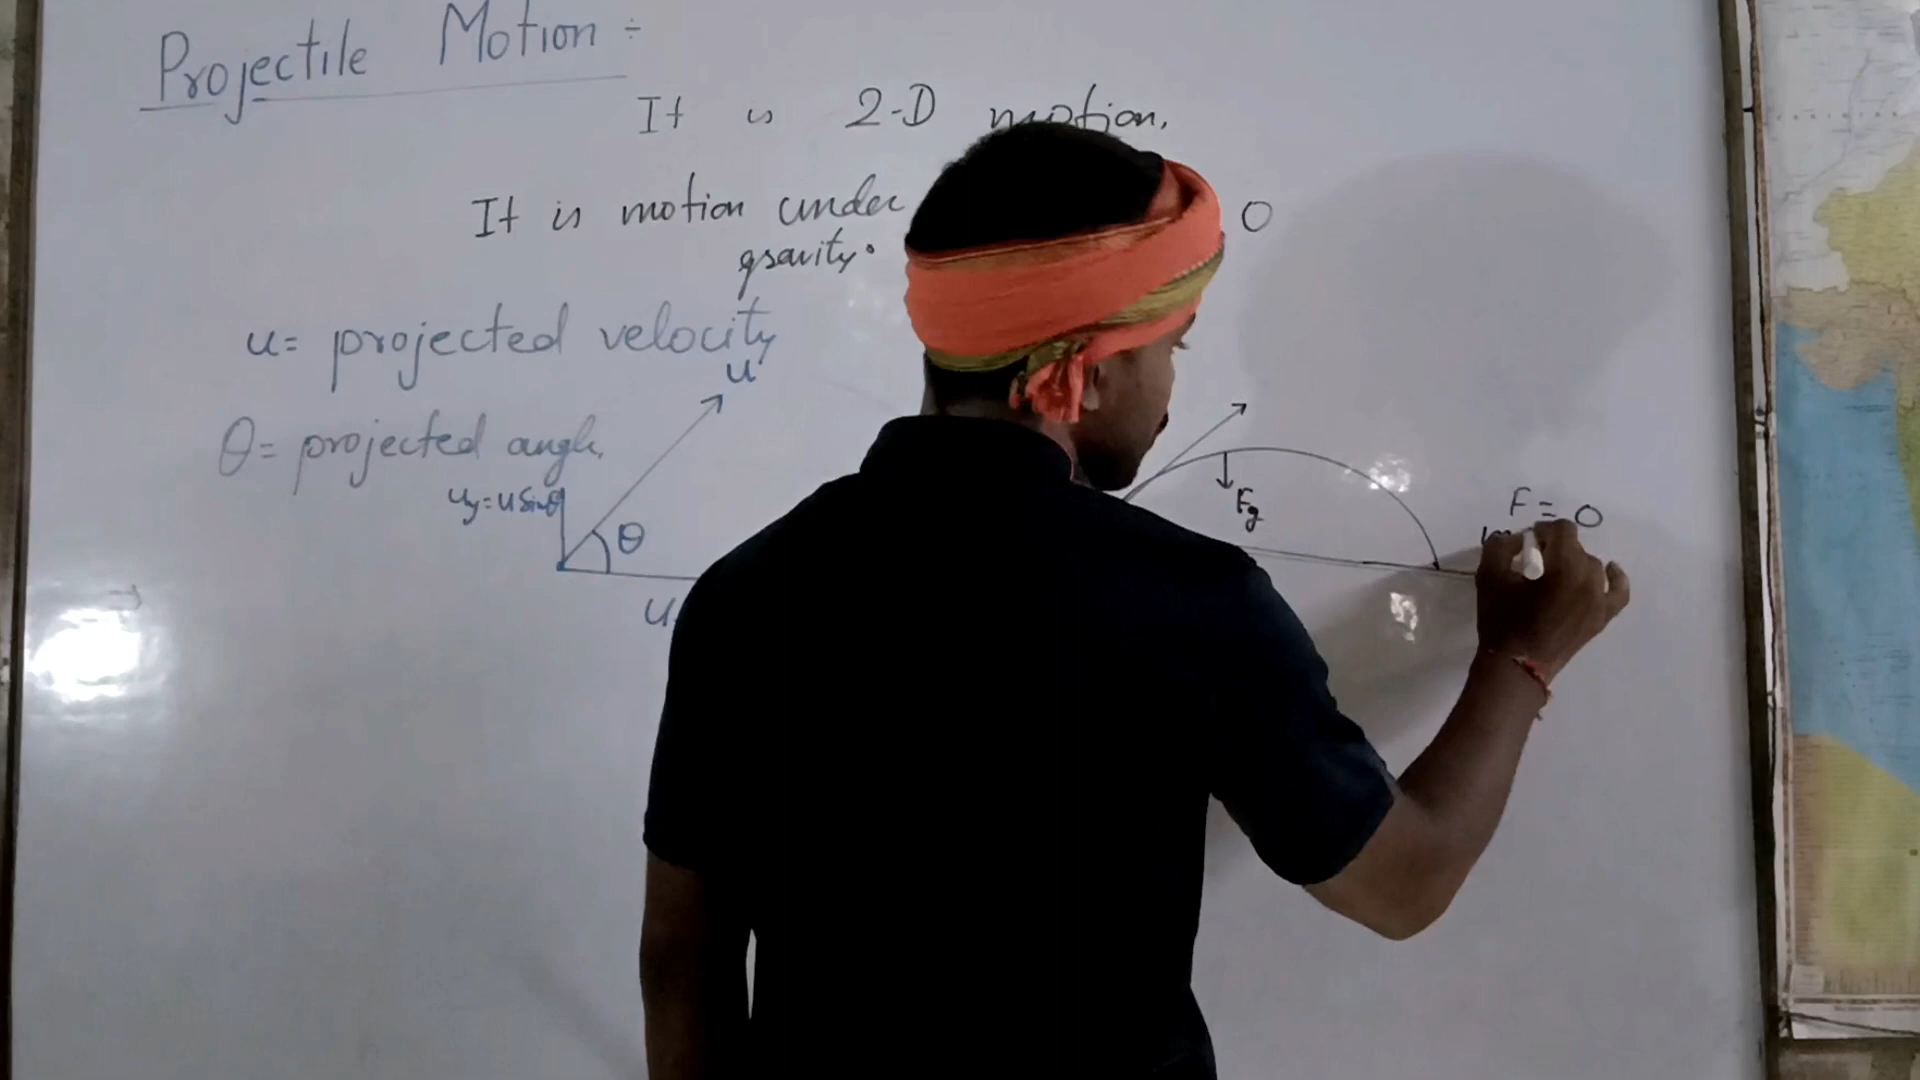 Projectile Motion ÷
It is 2-D motion.
It is motion under
gravity.
0
u= projected velocity
u
θ= projected angle.
uy=usinθ
θ
u
Fg
F=0